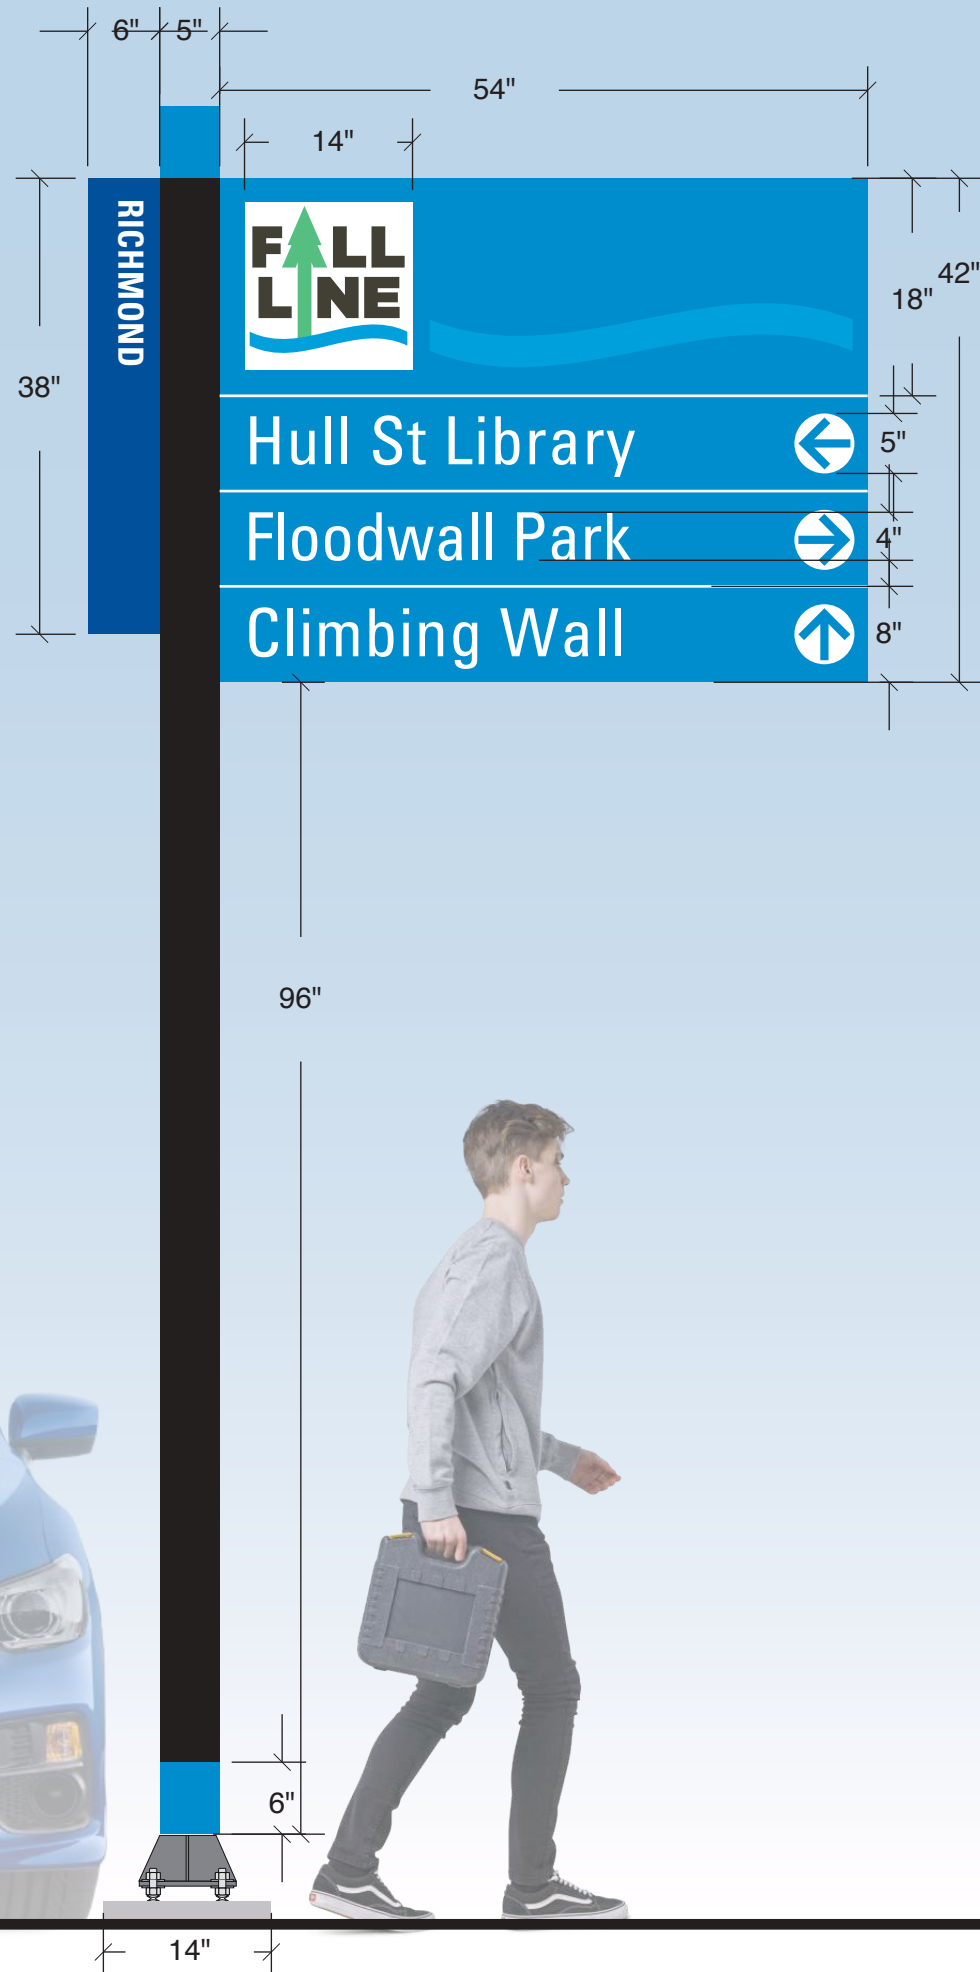 6" 5"
54"
14"
RICHMOND
FALL
LINE
42"
18"
38"
Hull St Library
5"
Floodwall Park
4"
Climbing Wall
8"
96"
6"
14"